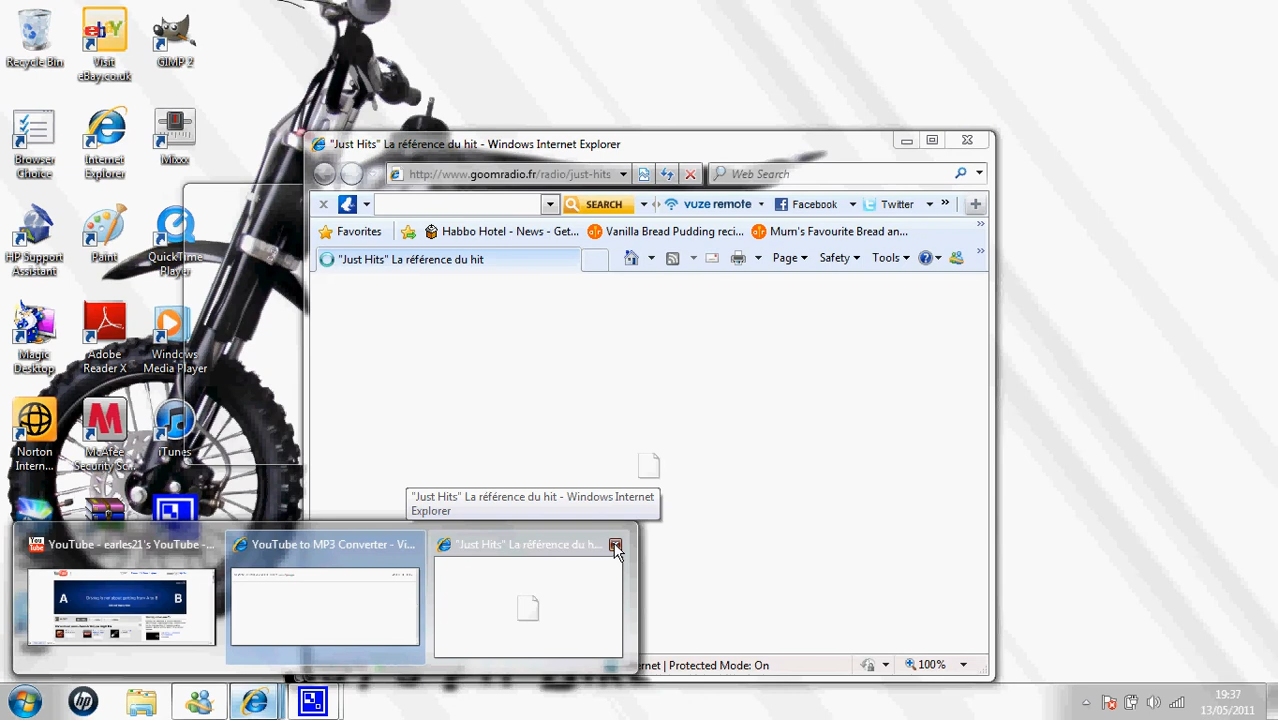 Recycle Bin
Visit
eBay.co.uk
ebY
GIMP 2
Browser
Choice
Internet
Explorer
Mixxx
HP Support
Assistant
Paint
QuickTime
Player
Magic
Desktop
Adobe
Reader X
Windows
Media Player
Norton
Intern...
McAfee
Security Sc...
iTunes
"Just Hits" La référence du hit - Windows Internet Explorer
http://www.goomradio.fr/radio/just-hits
Web Search
SEARCH
vuze remote
Facebook
Twitter
Favorites
Habbo Hotel - News - Get...
Vanilla Bread Pudding reci...
Mum's Favourite Bread an...
"Just Hits" La référence du hit
Page
Safety
Tools
"Just Hits" La référence du hit - Windows Internet
Explorer
YouTube - earles21's YouTube -...
YouTube to MP3 Converter - Vi...
"Just Hits" La référence du h...
A
B
ernet | Protected Mode: On
100%
hp
19:37
13/05/2011